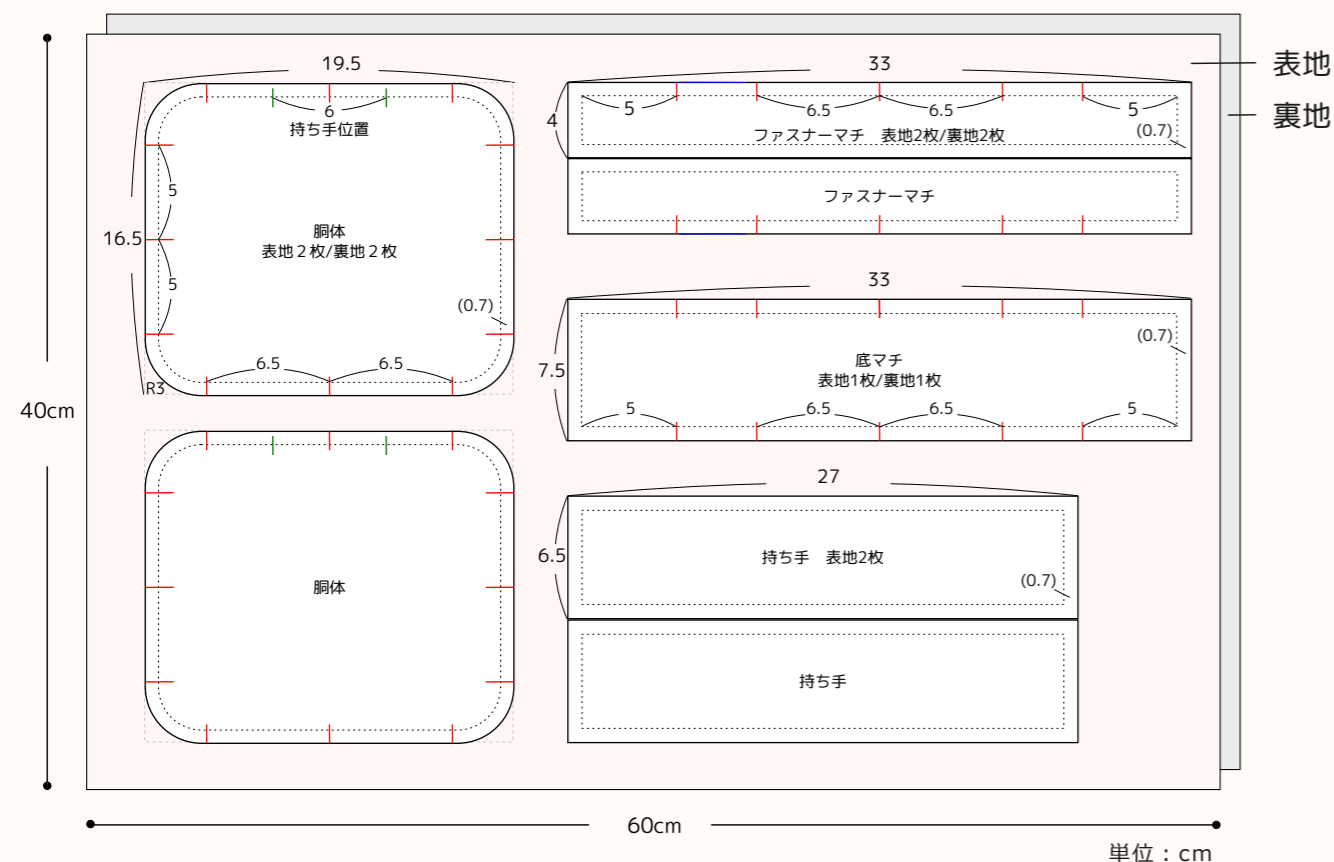 19.5
6
持ち手位置
16.5
5
5
胴体
表地２枚/裏地２枚
(0.7)
6.5
6.5
R3
胴体
33
4
5
6.5
6.5
5
ファスナーマチ　表地2枚/裏地2枚
(0.7)
ファスナーマチ
33
7.5
(0.7)
底マチ
表地1枚/裏地1枚
5
6.5
6.5
5
27
6.5
持ち手　表地2枚
(0.7)
持ち手
表地
裏地
40cm
60cm
単位：cm